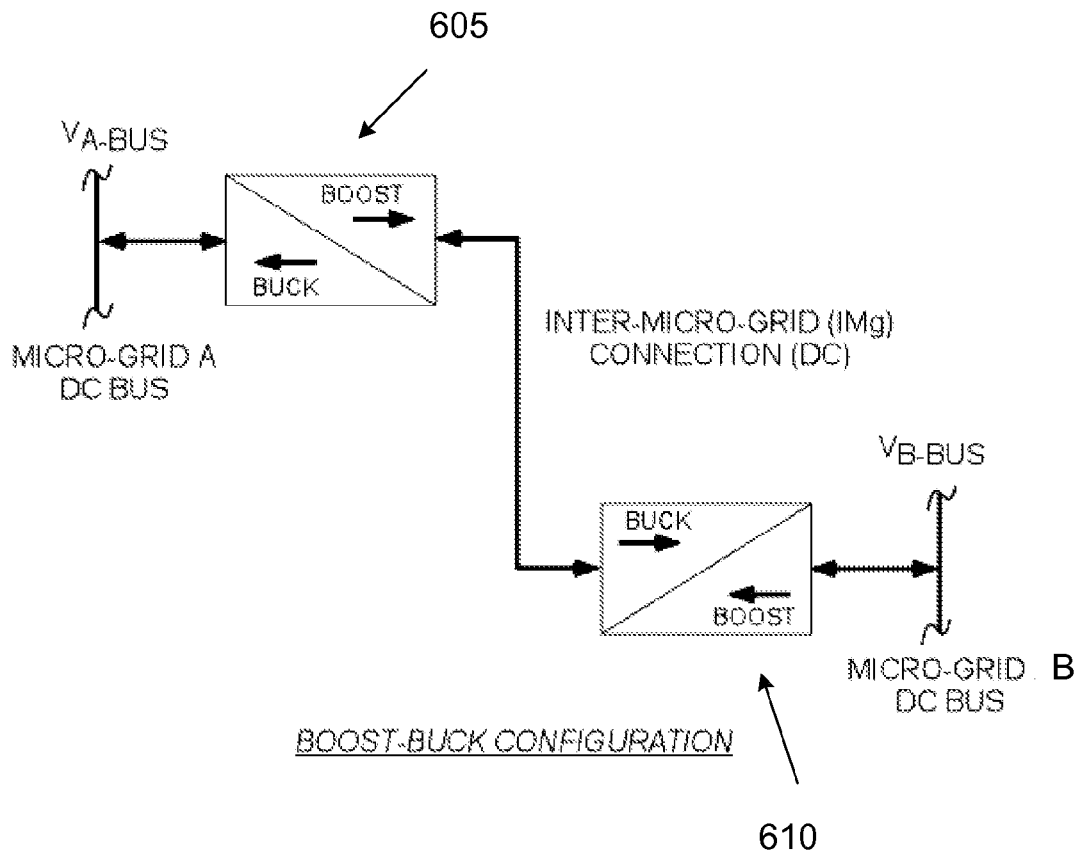 605
VA-BUS
BOOST
BUCK
MICRO-GRID A
DC BUS
INTER-MICRO-GRID (IMg)
CONNECTION (DC)
VB-BUS
BUCK
BOOST
MICRO-GRID B
DC BUS
BOOST-BUCK CONFIGURATION
610